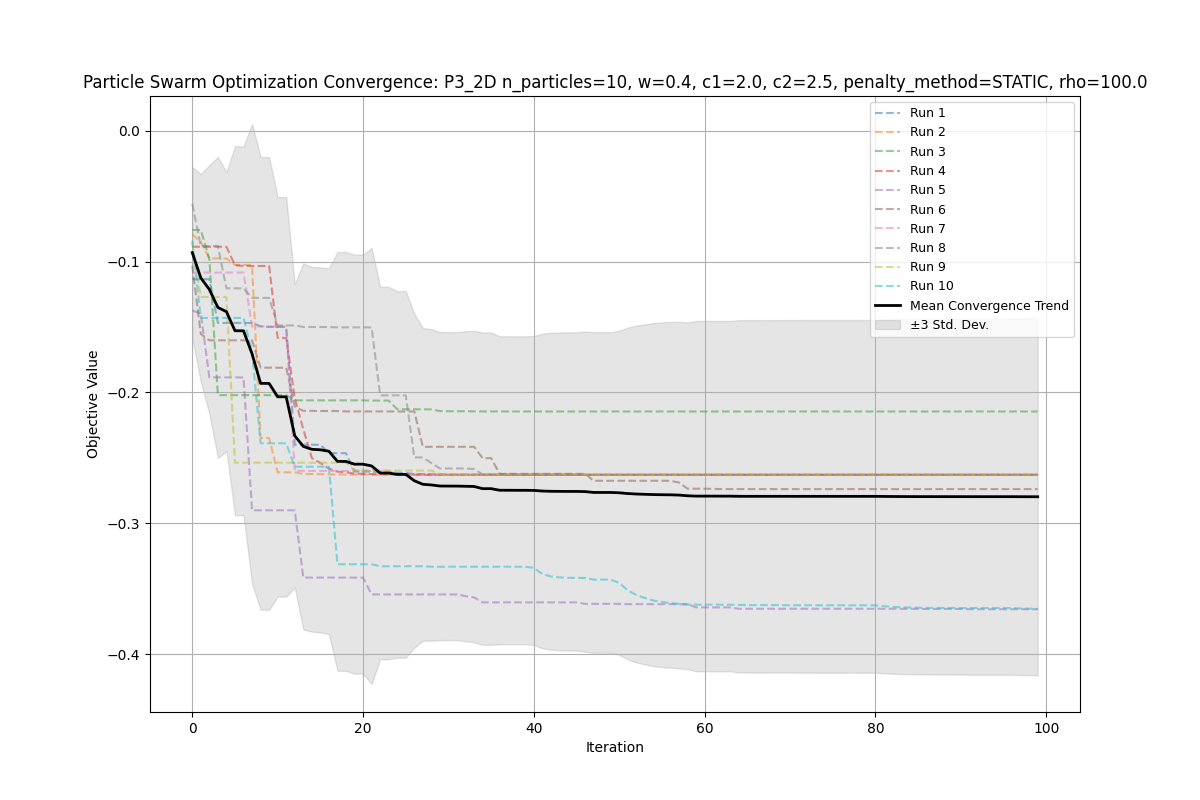 Particle Swarm Optimization Convergence: P3_2D n_particles=10, w=0.4, c1=2.0, c2=2.5, penalty_method=STATIC, rho=100.0
Run 1
Run 2
Run 3
Run 4
Run 5
Run 6
Run 7
Run 8
Run 9
Run 10
Mean Convergence Trend
±3 Std. Dev.
Objective Value
0.0
−0.1
−0.2
−0.3
−0.4
0 20 40 60 80 100
Iteration